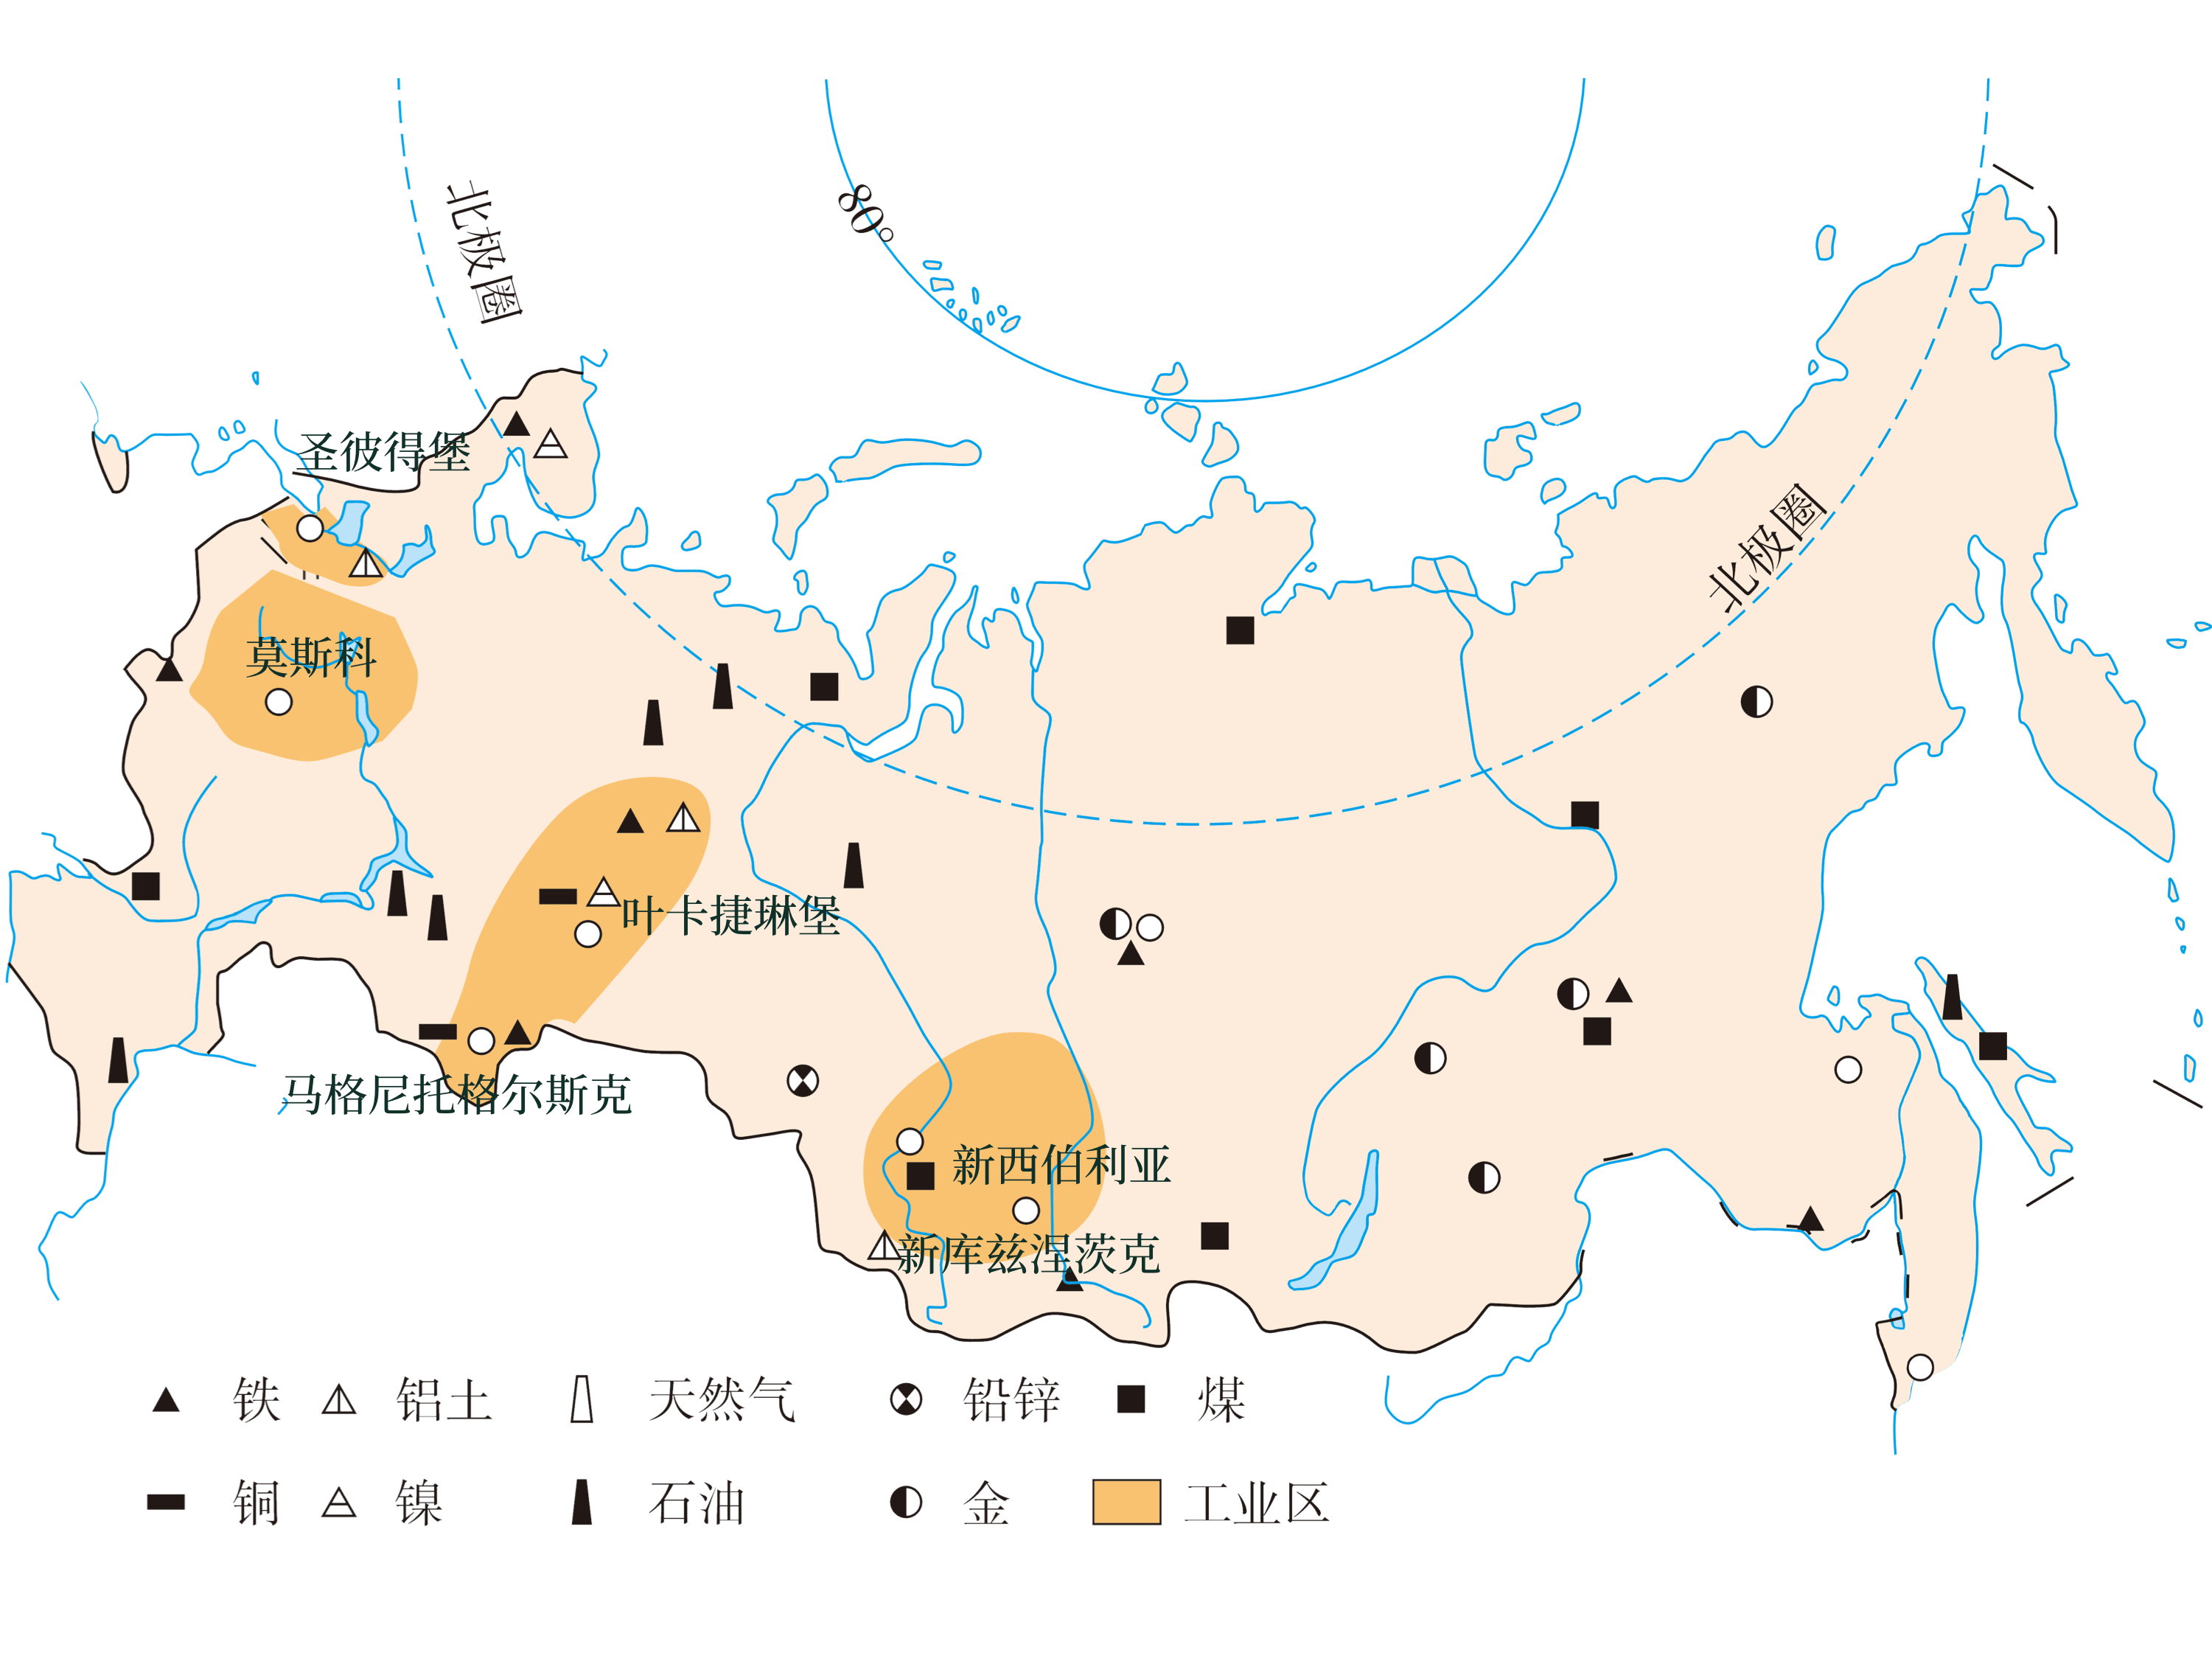 80°
北极圈
圣彼得堡
北极圈
莫斯科
叶卡捷琳堡
马格尼托格尔斯克
新西伯利亚
新库兹涅茨克
铁 铝土 天然气 铅锌 煤
铜 镍 石油 金 工业区